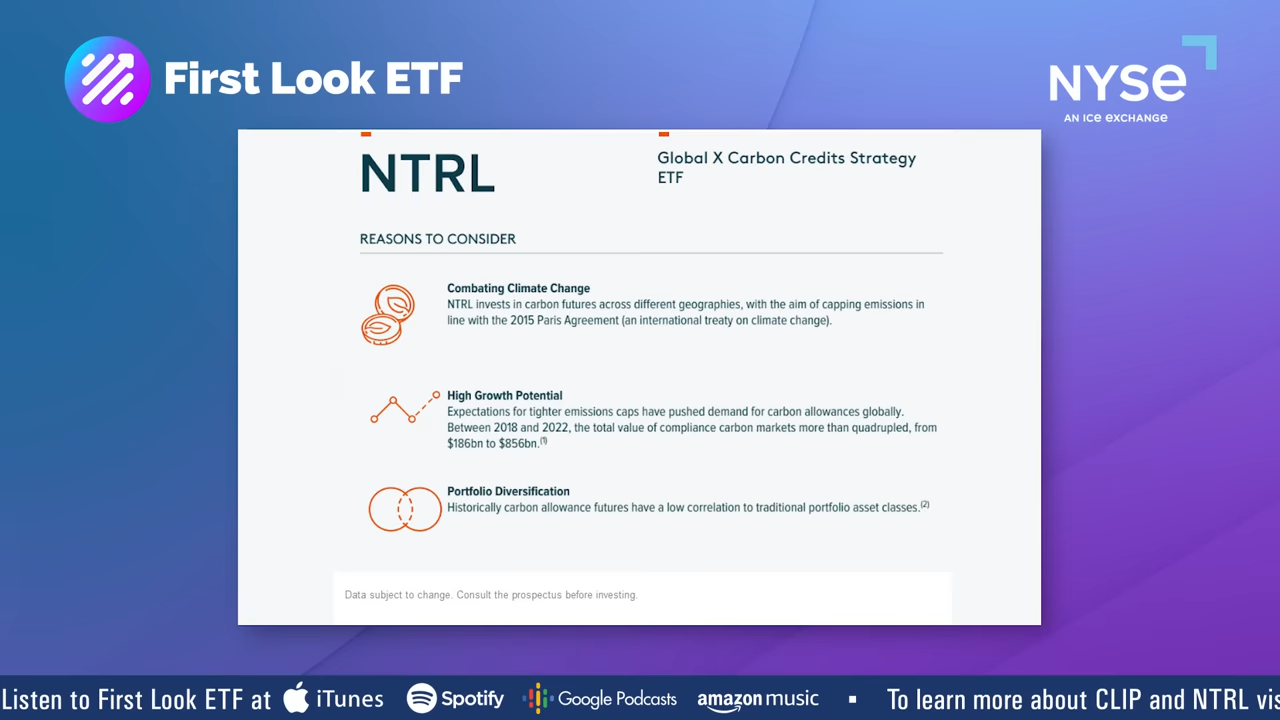 First Look ETF
NYSE
AN ICE EXCHANGE
NTRL
Global X Carbon Credits Strategy
ETF
REASONS TO CONSIDER
Combating Climate Change
NTRL invests in carbon futures across different geographies, with the aim of capping emissions in
line with the 2015 Paris Agreement (an international treaty on climate change).
High Growth Potential
Expectations for tighter emissions caps have pushed demand for carbon allowances globally.
Between 2018 and 2022, the total value of compliance carbon markets more than quadrupled, from
$186bn to $856bn.(1)
Portfolio Diversification
Historically carbon allowance futures have a low correlation to traditional portfolio asset classes.(2)
Data subject to change. Consult the prospectus before investing.
Listen to First Look ETF at iTunes Spotify Google Podcasts amazon music ▪ To learn more about CLIP and NTRL vis